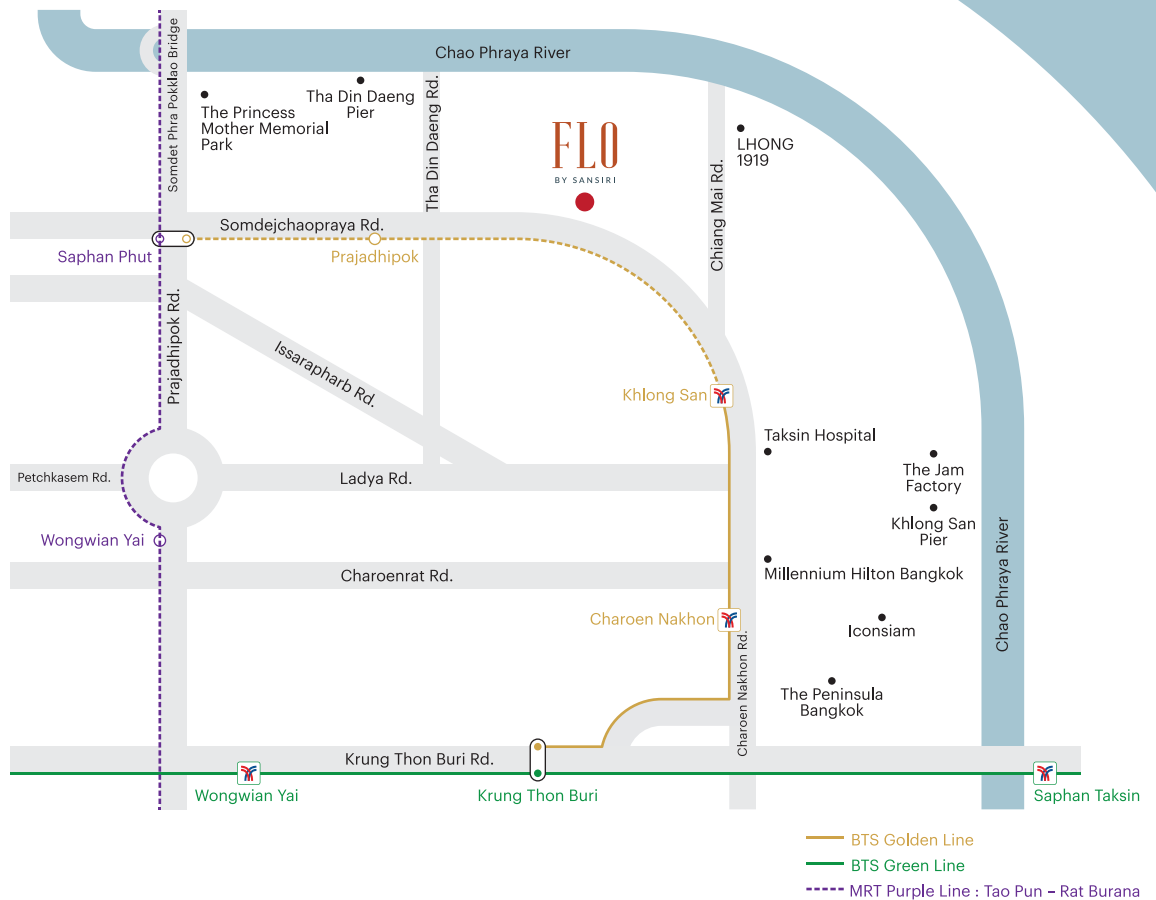 Chao Phraya River
Somdet Phra Pokklao Bridge
The Princess
Mother Memorial
Park
Tha Din Daeng
Pier
Tha Din Daeng Rd.
FLO
BY SANSIRI
Chiang Mai Rd.
LHONG
1919
Somdejchaopraya Rd.
Saphan Phut
Prajadhipok
Prajadhipok Rd.
Issarapharb Rd.
Khlong San
Taksin Hospital
The Jam
Factory
Petchkasem Rd.
Ladya Rd.
Khlong San
Pier
Wongwian Yai
Charoenrat Rd.
Millennium Hilton Bangkok
Chao Phraya River
Charoen Nakhon
Iconsiam
Charoen Nakhon Rd.
The Peninsula
Bangkok
Krung Thon Buri Rd.
Wongwian Yai
Krung Thon Buri
Saphan Taksin
BTS Golden Line
BTS Green Line
MRT Purple Line : Tao Pun – Rat Burana